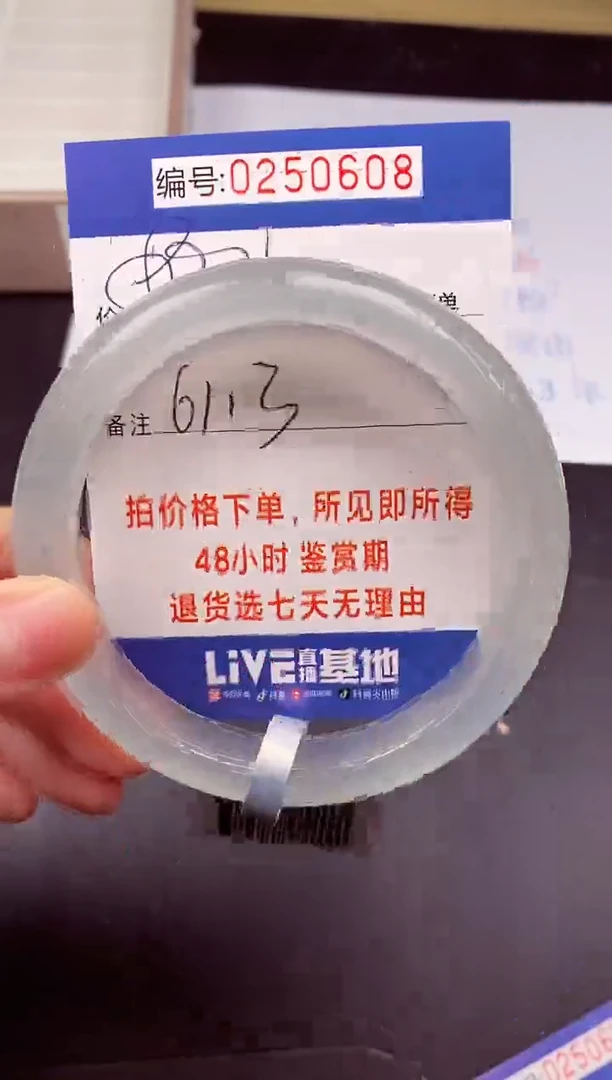 编号:0250608
备注 611.3
拍价格下单,所见即所得
48小时 鉴赏期
退货选七天无理由
LiVE直播基地
025060